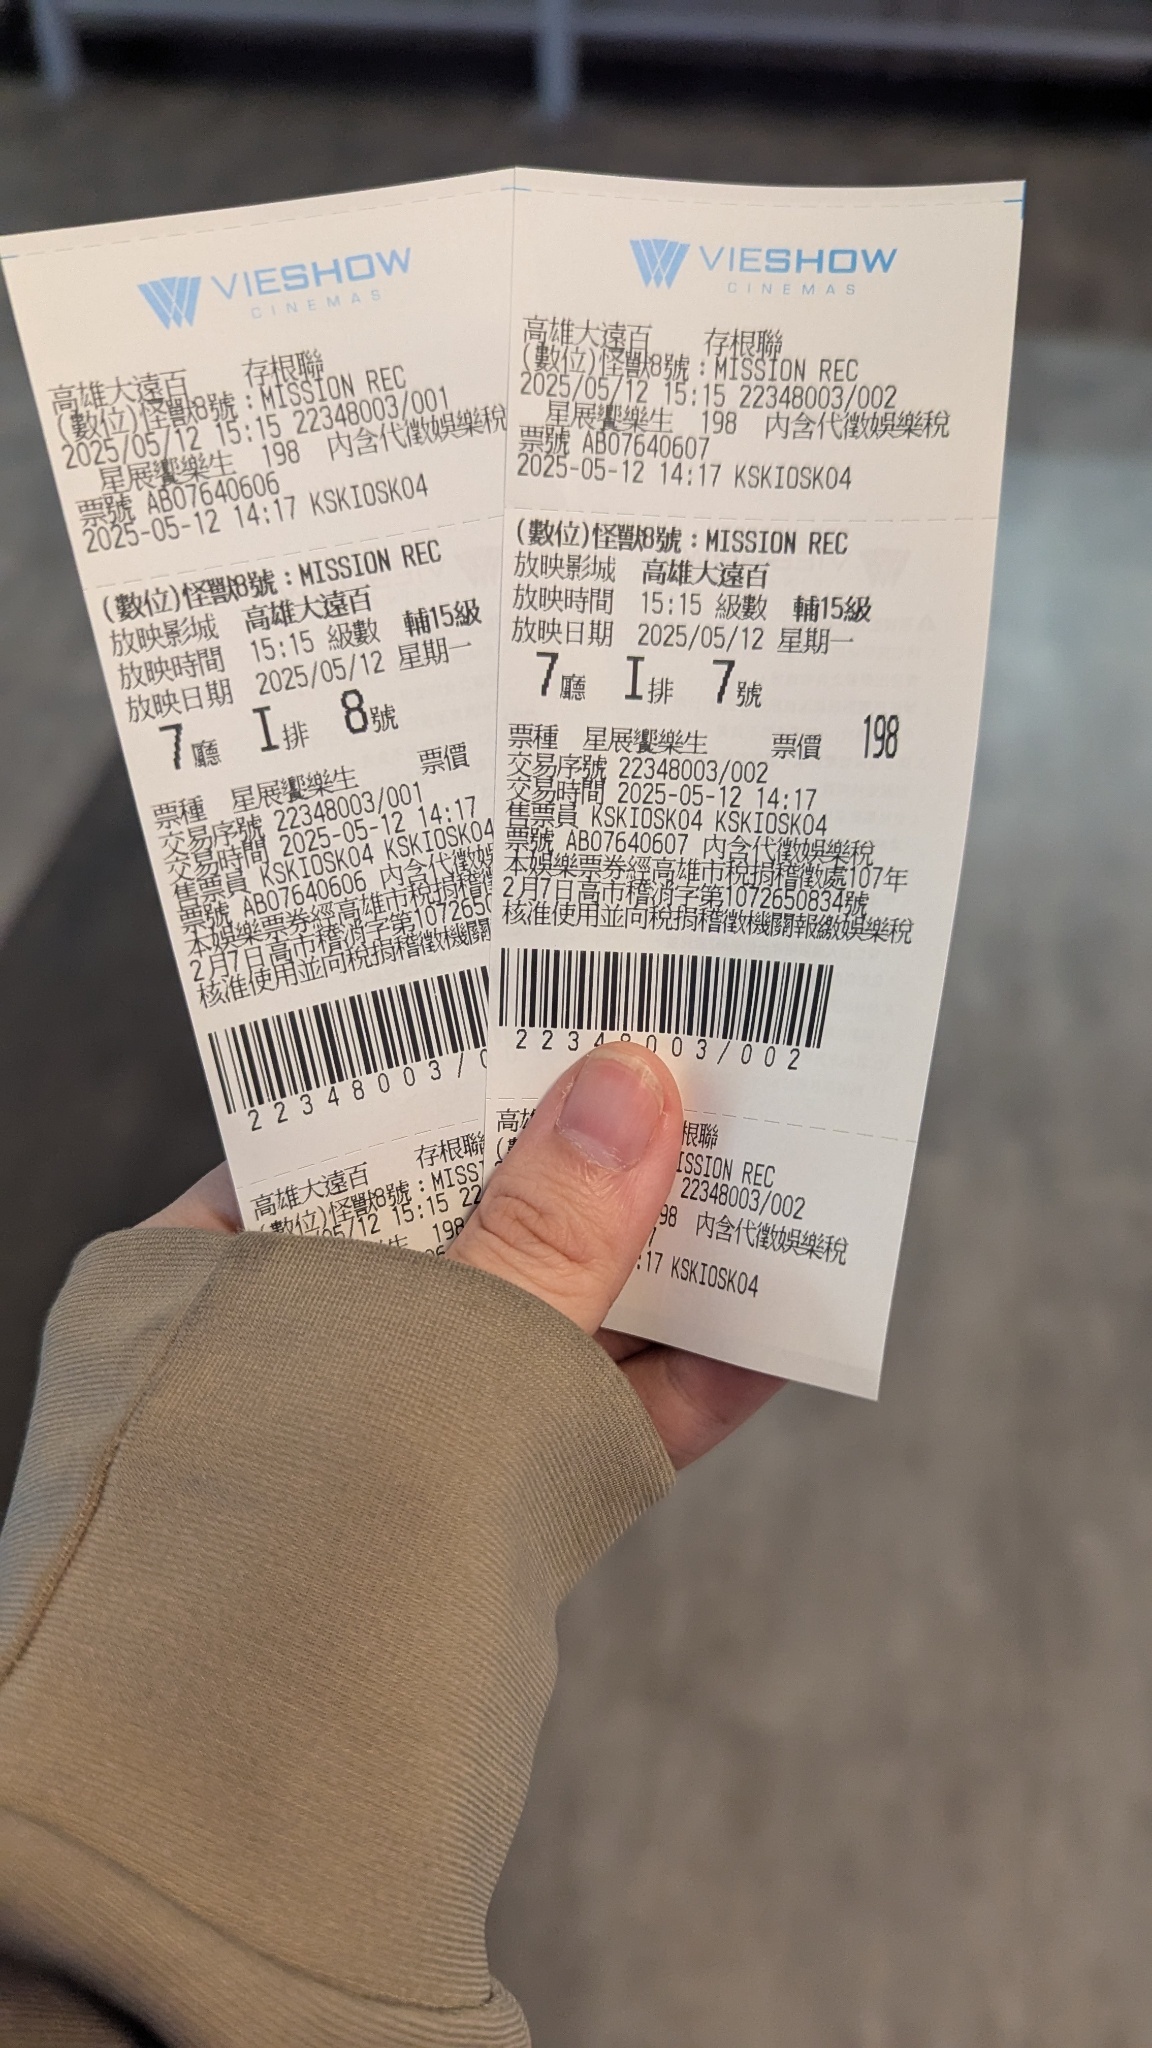 VIESHOW
CINEMAS
高雄大遠百 存根聯
(數位)怪獸8號:MISSION REC
2025/05/12 15:15 22348003/001
星展饗樂生 198 內含代徵娛樂稅
票號 AB07640606
2025-05-12 14:17 KSKIOSK04
(數位)怪獸8號:MISSION REC
放映影城 高雄大遠百
放映時間 15:15 級數 輔15級
放映日期 2025/05/12 星期一
7廳 I排 8號
票種 星展饗樂生 票價
交易序號 22348003/001
交易時間 2025-05-12 14:17
售票員 KSKIOSK04 KSKIOSK04
票號 AB07640606 內含代徵娛
本娛樂票券經高雄市稅捐稽
2月7日高市稽消字第1072650
核准使用並向稅捐稽徵機關
22348003/0
高雄大遠百 存根聯
(數位)怪獸8號:MISS
05/12 15:15 22
198
VIESHOW
CINEMAS
高雄大遠百 存根聯
(數位)怪獸8號:MISSION REC
2025/05/12 15:15 22348003/002
星展饗樂生 198 內含代徵娛樂稅
票號 AB07640607
2025-05-12 14:17 KSKIOSK04
(數位)怪獸8號:MISSION REC
放映影城 高雄大遠百
放映時間 15:15 級數 輔15級
放映日期 2025/05/12 星期一
7廳 I排 7號
票種 星展饗樂生 票價 198
交易序號 22348003/002
交易時間 2025-05-12 14:17
售票員 KSKIOSK04 KSKIOSK04
票號 AB07640607 內含代徵娛樂稅
本娛樂票券經高雄市稅捐稽徵處107年
2月7日高市稽消字第1072650834號
核准使用並向稅捐稽徵機關報繳娛樂稅
22348003/002
高雄 根聯
ISSION REC
22348003/002
98 內含代徵娛樂稅
:17 KSKIOSK04